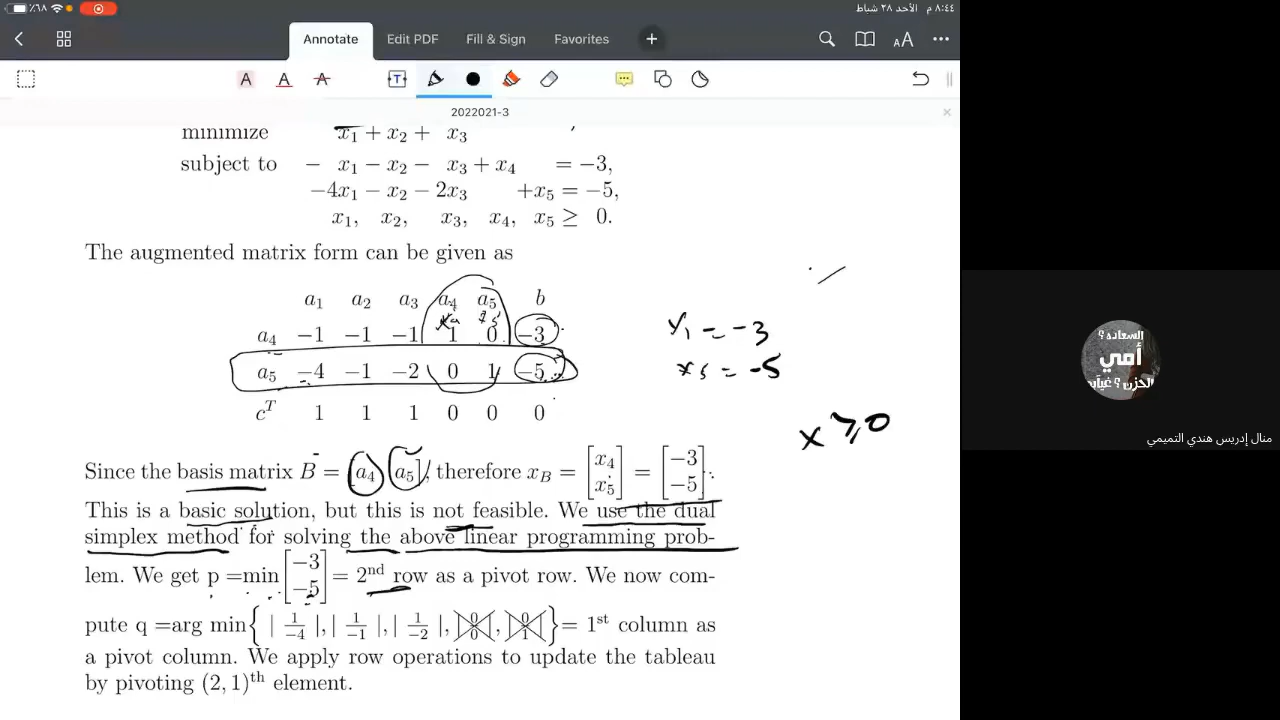 ٪٦٨ ٨:٤٤ م الأحد ٢٨ شباط
Annotate Edit PDF Fill & Sign Favorites + AA
A A A T
2022021-3
minimize x₁ + x₂ + x₃
subject to − x₁ − x₂ − x₃ + x₄ = −3,
−4x₁ − x₂ − 2x₃ +x₅ = −5,
x₁, x₂, x₃, x₄, x₅ ≥ 0.
The augmented matrix form can be given as
a₁ a₂ a₃ a₄ a₅ b
x₄ x₅
a₄ −1 −1 −1 1 0 −3
a₅ −4 −1 −2 0 1 −5
cᵀ 1 1 1 0 0 0
x₁ = -3
x₅ = -5
x ≥ 0
Since the basis matrix B = [a₄ a₅], therefore x_B = [x₄ x₅] = [−3 −5].
This is a basic solution, but this is not feasible. We use the dual
simplex method for solving the above linear programming prob-
lem. We get p =min [−3 −5] = 2ⁿᵈ row as a pivot row. We now com-
pute q =arg min{ | 1/−4 |, | 1/−1 |, | 1/−2 |, 0/0, 0/1 }= 1ˢᵗ column as
a pivot column. We apply row operations to update the tableau
by pivoting (2, 1)ᵗʰ element.
السعاده ؟
أمي
الحزن ؟ غيابه
منال إدريس هندي التميمي